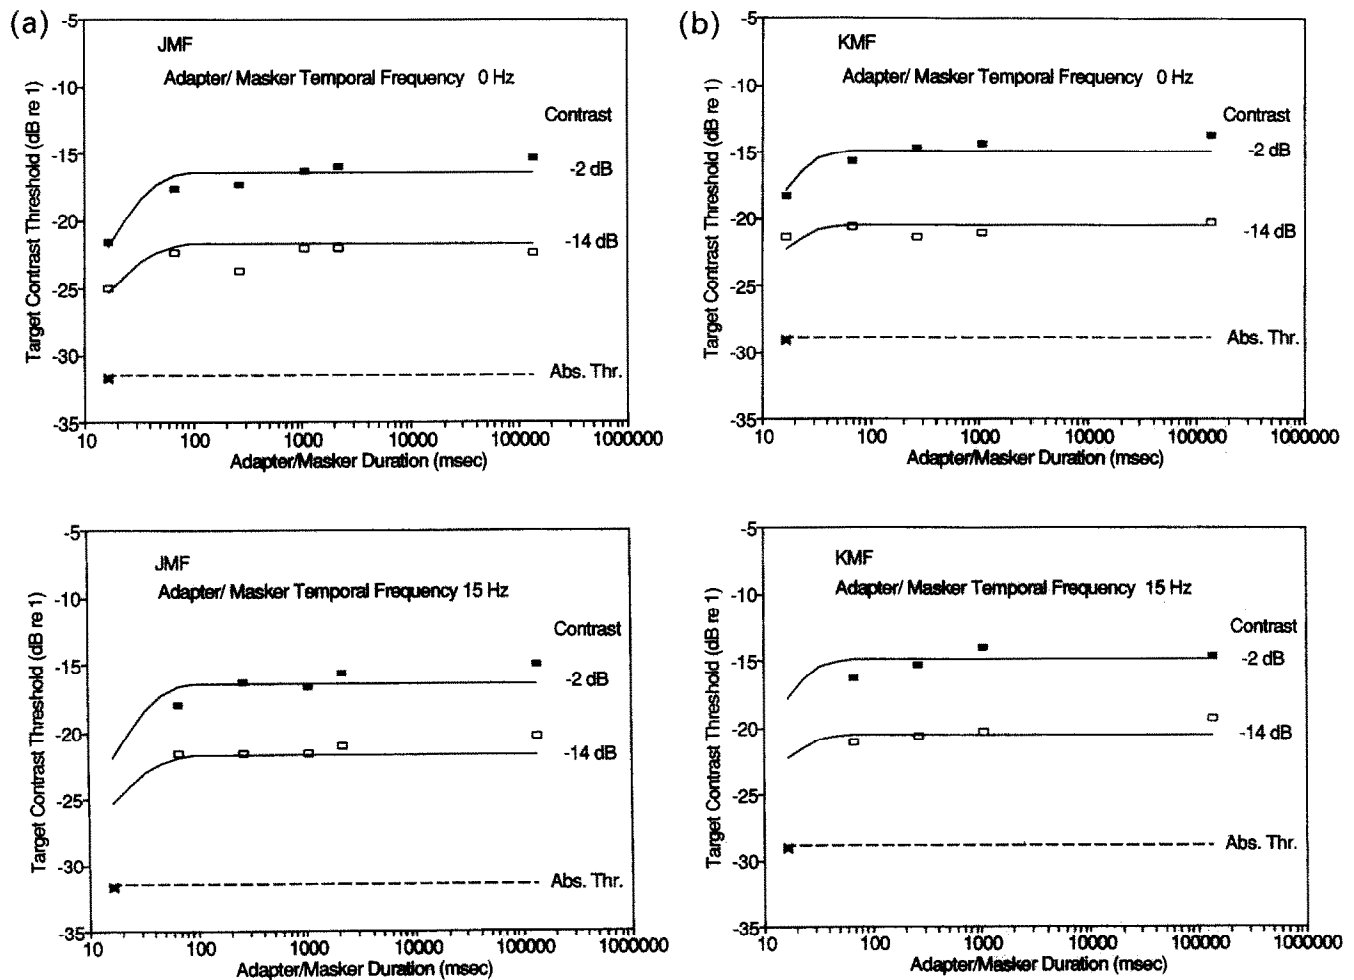 (a)
JMF
Adapter/ Masker Temporal Frequency 0 Hz
Contrast
-2 dB
-14 dB
Abs. Thr.
Target Contrast Threshold (dB re 1)
-5
-10
-15
-20
-25
-30
-35
10 100 1000 10000 100000 1000000
Adapter/Masker Duration (msec)
(b)
KMF
Adapter/ Masker Temporal Frequency 0 Hz
Contrast
-2 dB
-14 dB
Abs. Thr.
Target Contrast Threshold (dB re 1)
-5
-10
-15
-20
-25
-30
-35
10 100 1000 10000 100000 1000000
Adapter/Masker Duration (msec)
JMF
Adapter/ Masker Temporal Frequency 15 Hz
Contrast
-2 dB
-14 dB
Abs. Thr.
Target Contrast Threshold (dB re 1)
-5
-10
-15
-20
-25
-30
-35
10 100 1000 10000 100000 1000000
Adapter/Masker Duration (msec)
KMF
Adapter/ Masker Temporal Frequency 15 Hz
Contrast
-2 dB
-14 dB
Abs. Thr.
Target Contrast Threshold (dB re 1)
-5
-10
-15
-20
-25
-30
-35
10 100 1000 10000 100000 1000000
Adapter/Masker Duration (msec)